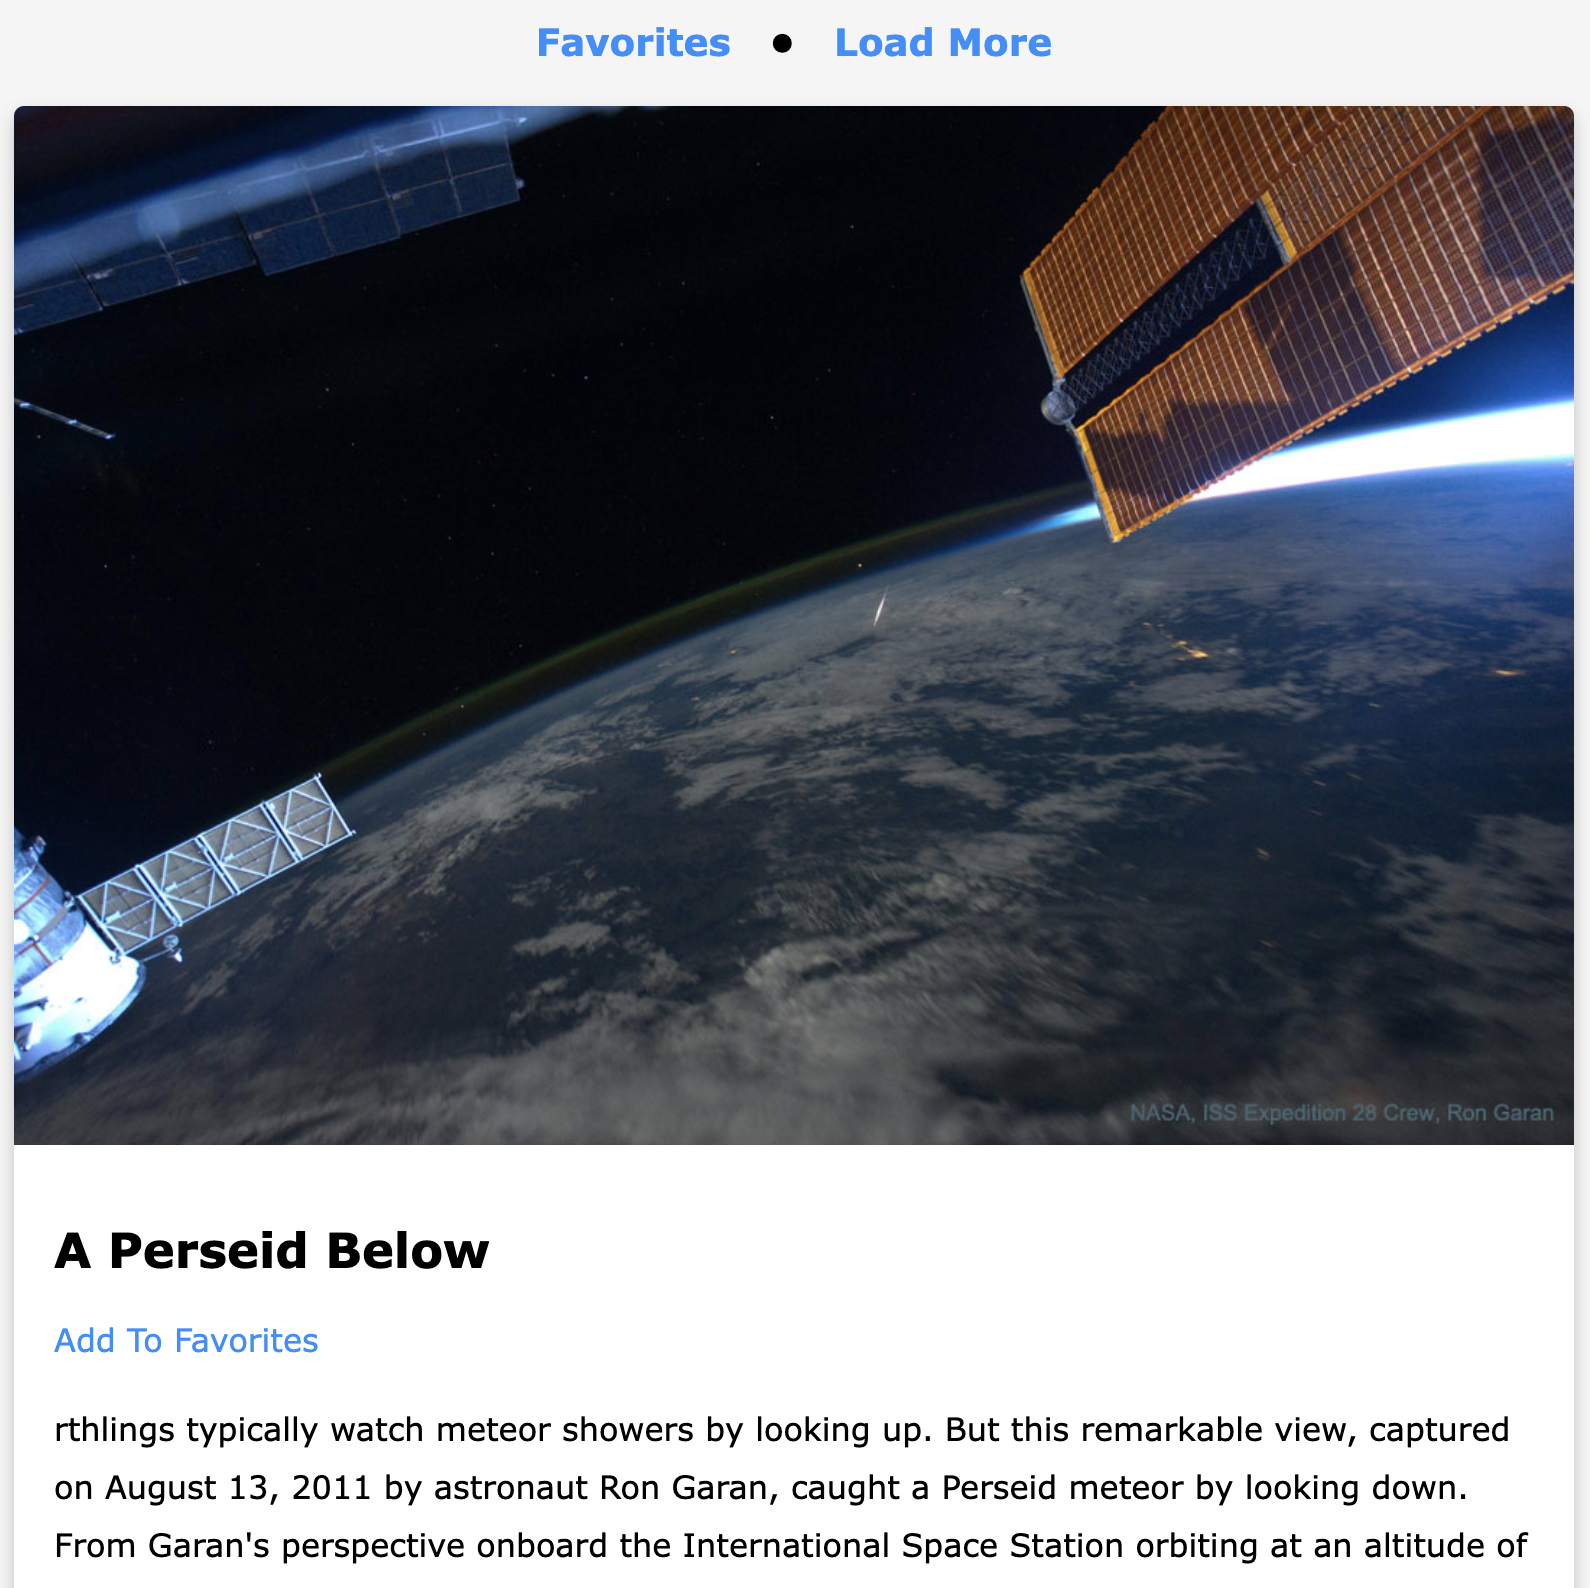 Favorites ● Load More
NASA, ISS Expedition 28 Crew, Ron Garan
A Perseid Below
Add To Favorites
rthlings typically watch meteor showers by looking up. But this remarkable view, captured
on August 13, 2011 by astronaut Ron Garan, caught a Perseid meteor by looking down.
From Garan's perspective onboard the International Space Station orbiting at an altitude of